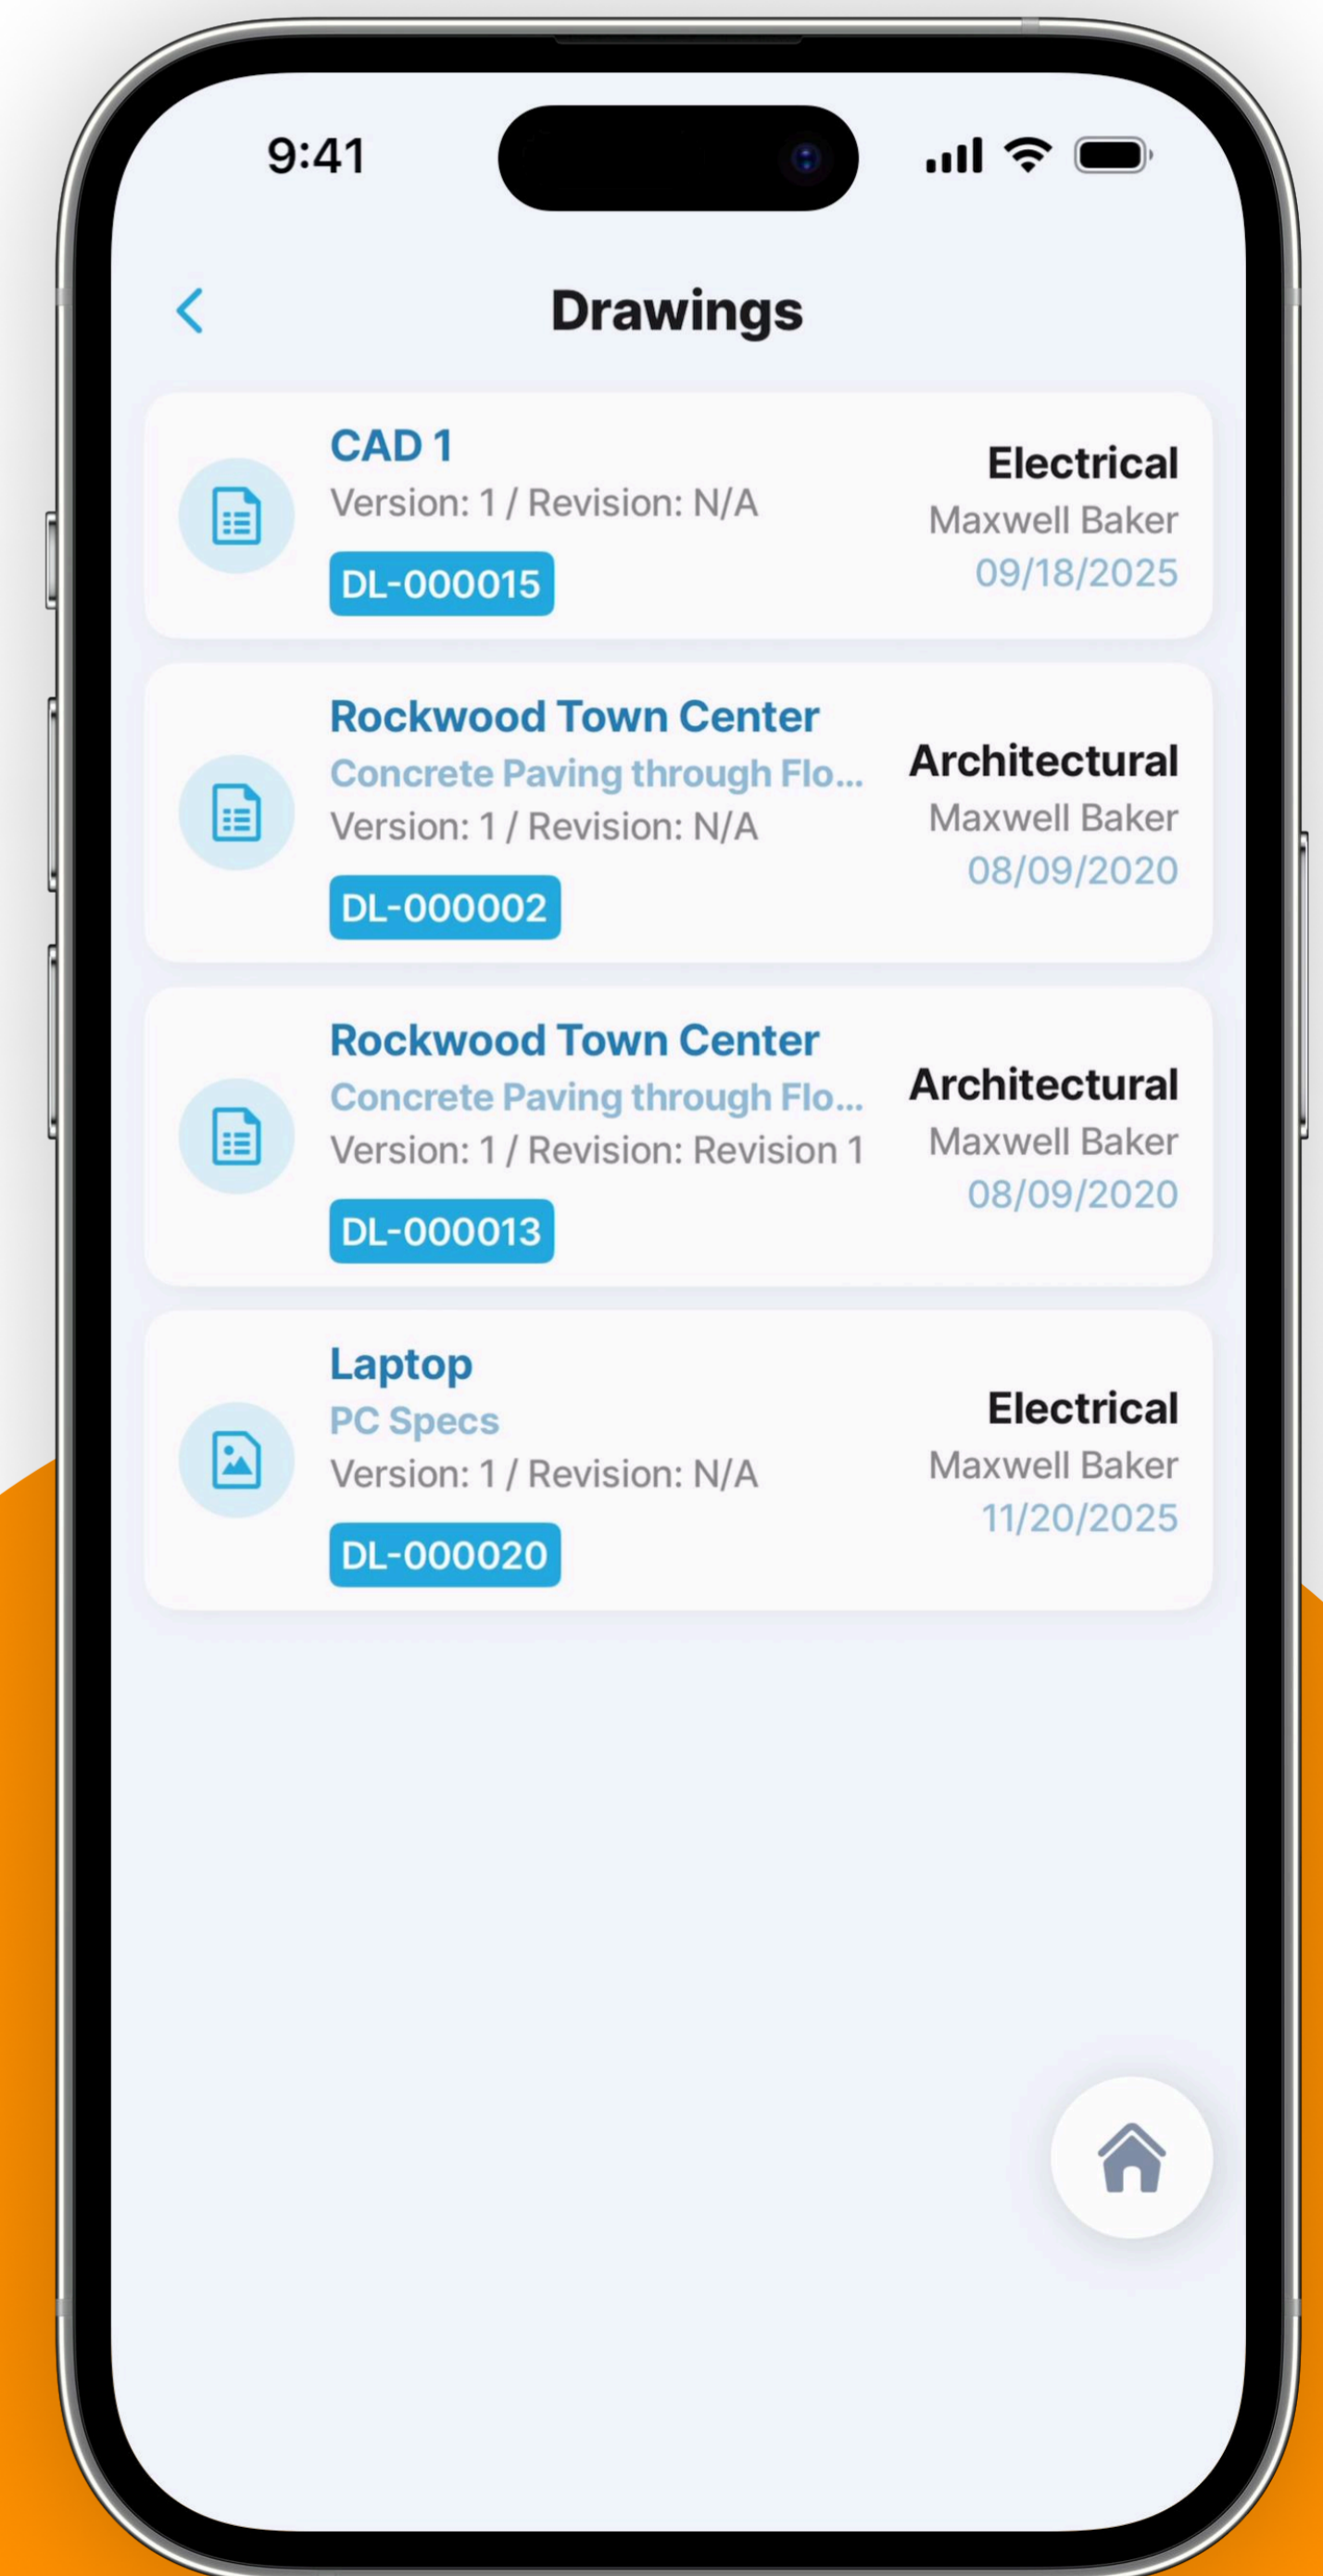 9:41
Drawings
CAD 1
Version: 1 / Revision: N/A
DL-000015
Electrical
Maxwell Baker
09/18/2025
Rockwood Town Center
Concrete Paving through Flo...
Version: 1 / Revision: N/A
DL-000002
Architectural
Maxwell Baker
08/09/2020
Rockwood Town Center
Concrete Paving through Flo...
Version: 1 / Revision: Revision 1
DL-000013
Architectural
Maxwell Baker
08/09/2020
Laptop
PC Specs
Version: 1 / Revision: N/A
DL-000020
Electrical
Maxwell Baker
11/20/2025